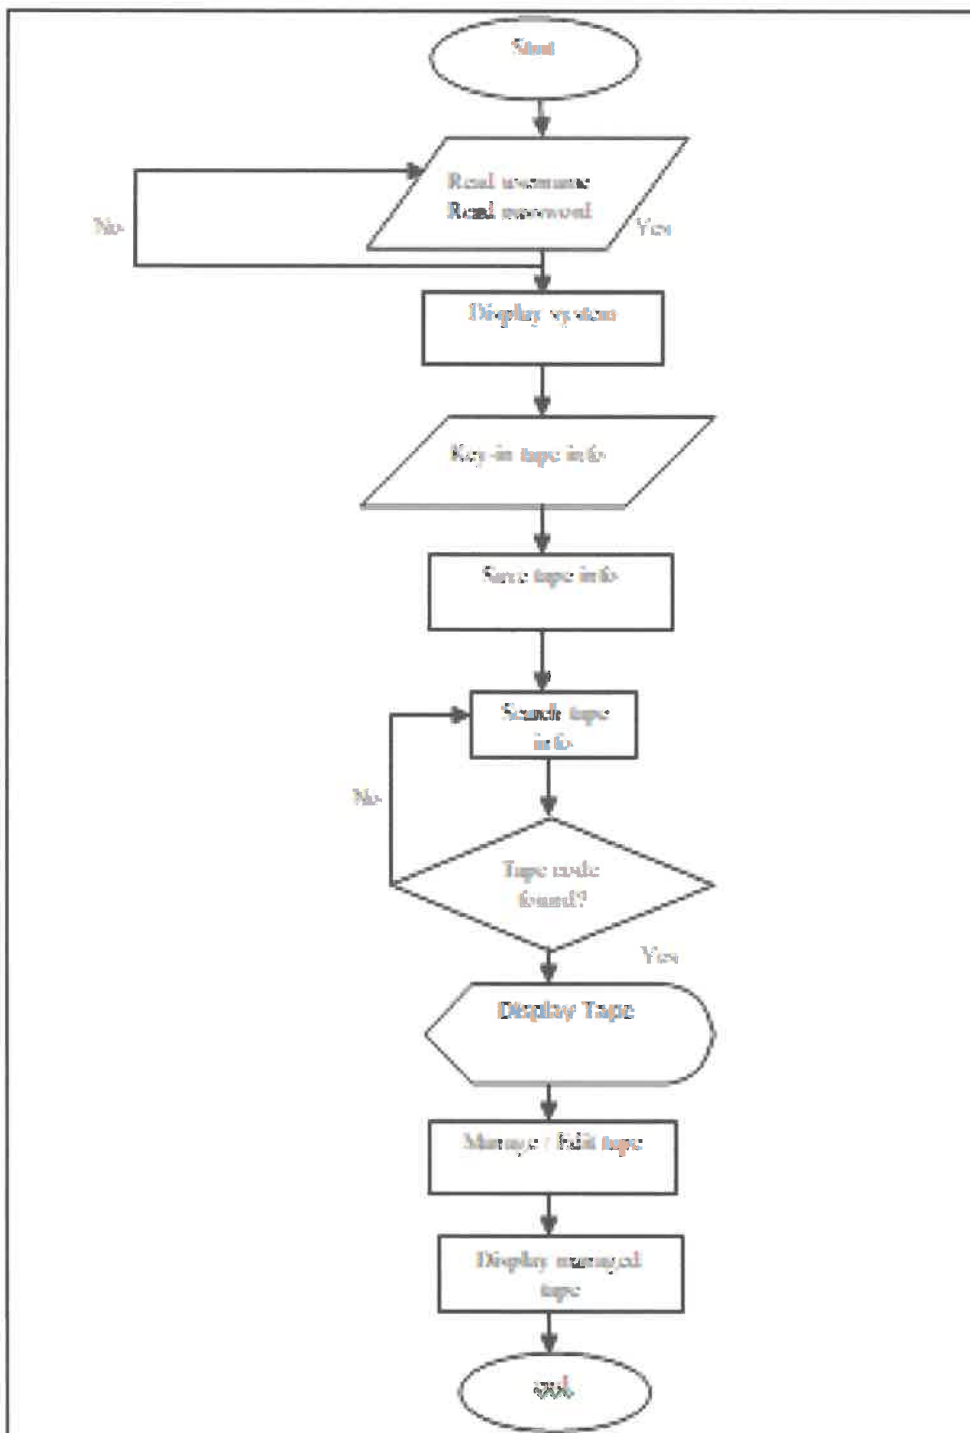 Start
Read username
Read password
No
Yes
Display system
Key-in tape info
Save tape info
Search tape
info
No
Tape code
found?
Yes
Display Tape
Manage / Edit tape
Display managed
tape
end